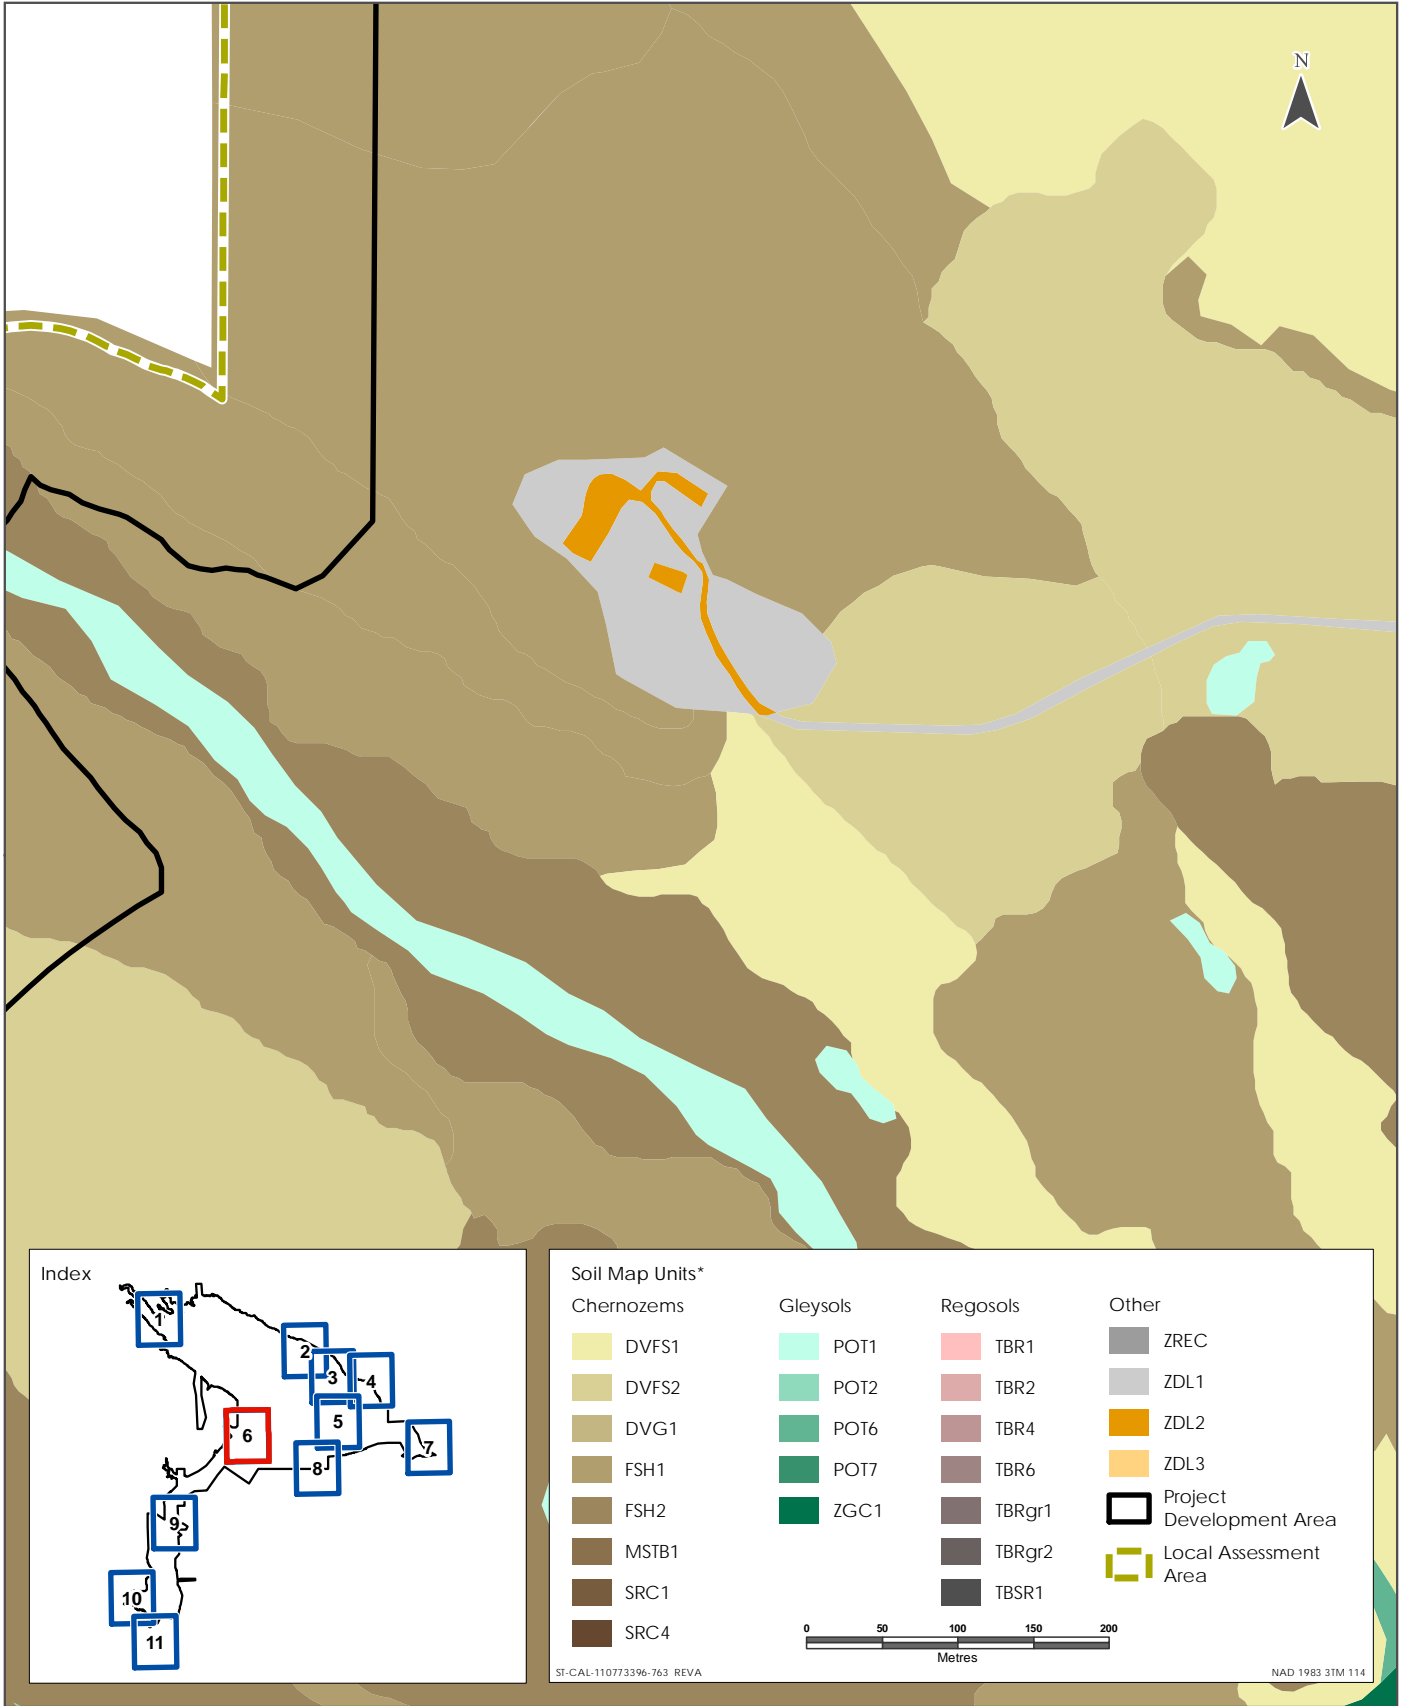 N
Index
1
2
3
4
5
6
7
8
9
10
11
Soil Map Units*
Chernozems
DVFS1
DVFS2
DVG1
FSH1
FSH2
MSTB1
SRC1
SRC4
Gleysols
POT1
POT2
POT6
POT7
ZGC1
Regosols
TBR1
TBR2
TBR4
TBR6
TBRgr1
TBRgr2
TBSR1
Other
ZREC
ZDL1
ZDL2
ZDL3
Project
Development Area
Local Assessment
Area
0 50 100 150 200
Metres
ST-CAL-110773396-763 REVA
NAD 1983 3TM 114